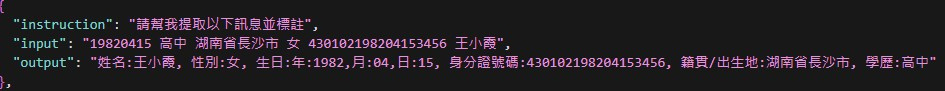 {
"instruction": "請幫我提取以下訊息並標註",
"input": "19820415 高中 湖南省長沙市 女 430102198204153456 王小霞",
"output": "姓名:王小霞, 性別:女, 生日:年:1982,月:04,日:15, 身分證號碼:430102198204153456, 籍貫/出生地:湖南省長沙市, 學歷:高中"
},